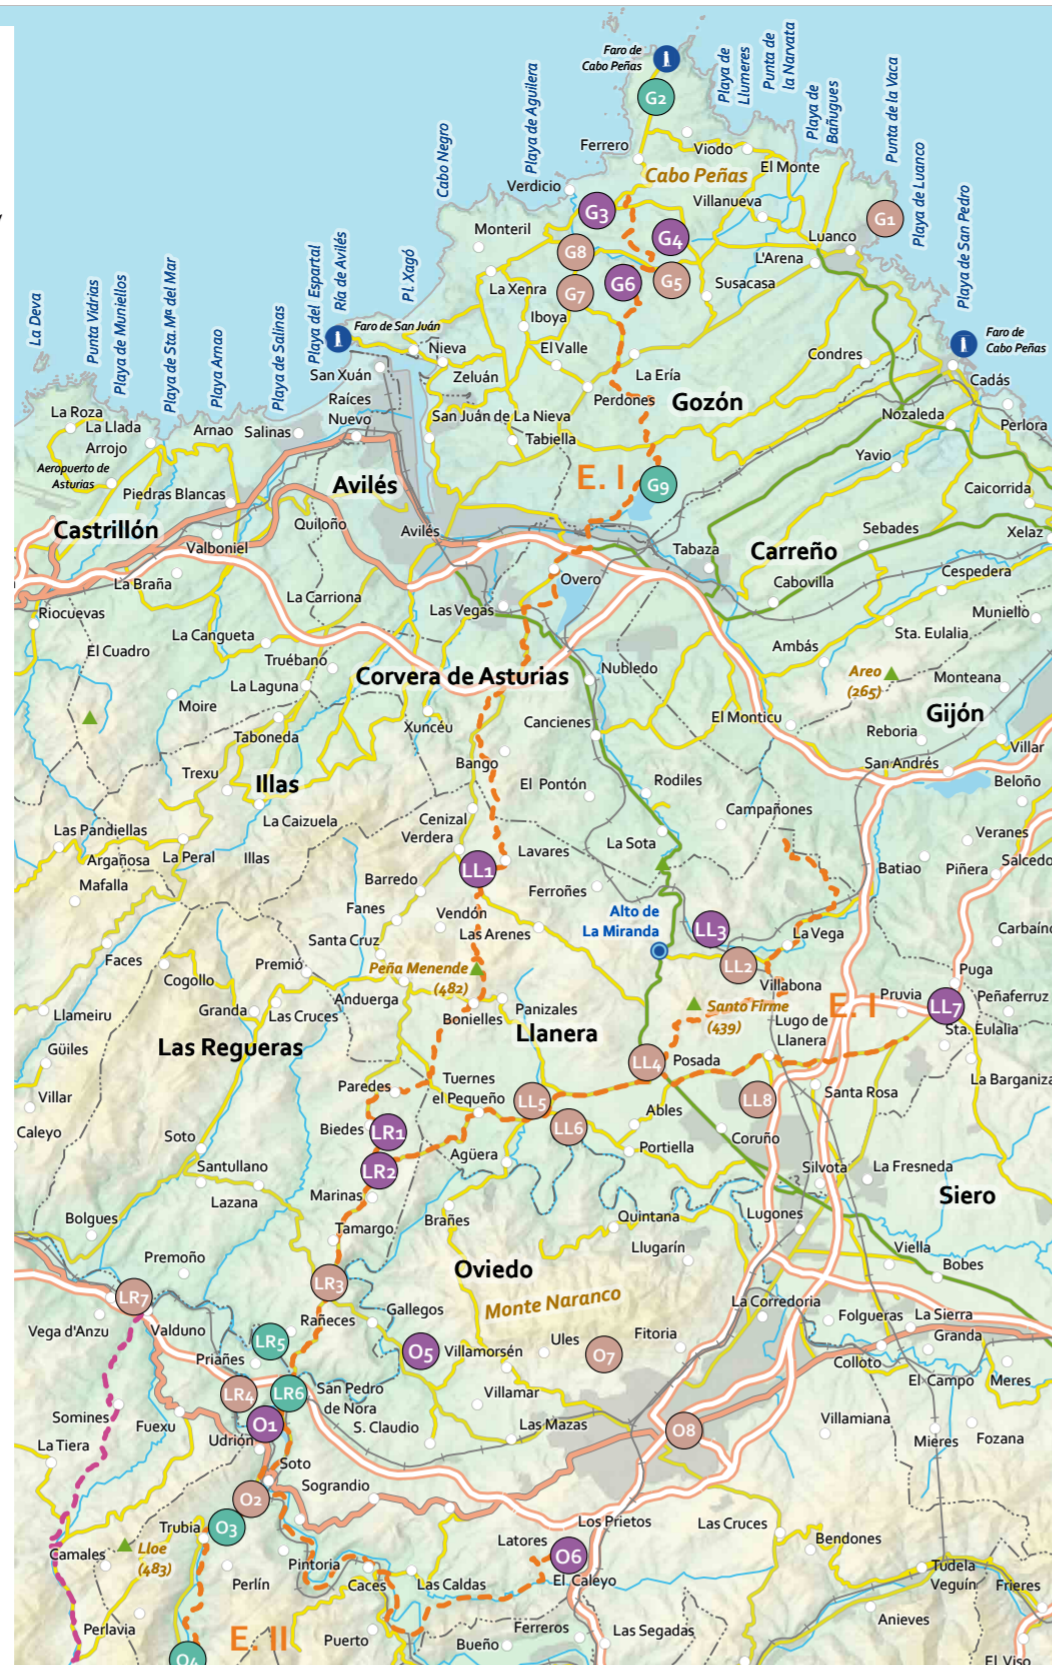 Faro de
Cabo Peñas
G2
Playa de
Llumeres
Punta de
la Narvata
Playa de
Bañugues
Punta de la Vaca
Playa de Luanco
Playa de San Pedro
Playa de Aguilera
Cabo Negro
Ferrero
Viodo
El Monte
Cabo Peñas
Verdicio
Villanueva
G3
G1
Monteril
G4
Luanco
G8
L'Arena
Pl. Xagó
Ría de Avilés
Playa del Espartal
Playa de Salinas
Playa Arnao
Playa de Sta. Mª del Mar
Playa de Muniellos
Punta Vidrias
La Deva
La Xenra
G7
G6
G5
Susacasa
Iboya
Faro de San Juán
Faro de
Cabo Peñas
Nieva
El Valle
Condres
San Xuán
Zeluán
La Ería
Cadás
Raíces
Nuevo
Perdones
Gozón
La Roza
La Llada
Arrojo
Arnao
Salinas
San Juán de La Nieva
Nozaleda
Perlora
Tabiella
Yavio
Aeropuerto de
Asturias
E. I
G9
Piedras Blancas
Avilés
Caicorrida
Castrillón
Quiloño
Avilés
Sebades
Xelaz
Valboniel
Tabaza
Carreño
La Braña
Overo
Cabovilla
Cespedera
La Carriona
Riocuevas
Las Vegas
Muniello
La Cangueta
Sta. Eulalia
El Cuadro
Truébano
Ambás
Corvera de Asturias
Nubledo
Areo
(265)
Monteana
La Laguna
Moire
Xuncéu
Cancienes
El Monticu
Gijón
Taboneda
Reboria
Villar
Bango
San Andrés
Trexu
Illas
El Pontón
Rodiles
Beloño
La Caizuela
Cenizal
Verdera
Campañones
Las Pandiellas
La Sota
Veranes
Argañosa
La Peral
Illas
Lavares
Batiao
Piñera
Salcedo
Mafalla
LL1
Barredo
Ferroñes
Fanes
Vendón
Alto de
La Miranda
LL3
Santa Cruz
Las Arenes
La Vega
Faces
Premió
Peña Menende
(482)
LL2
Puga
Cogollo
Villabona
Anduerga
Panizales
Santo Firme
(439)
E. I
Pruvia
LL7
Peñaferruz
Llameiru
Granda
Las Cruces
Bonielles
Llanera
Lugo de
Llanera
Sta. Eulalia
Güiles
Las Regueras
LL4
Posada
Paredes
Tuernes
el Pequeño
La Barganiza
Villar
LL5
LL8
Santa Rosa
Ables
Caleyo
Biedes
LR1
LL6
Coruño
Soto
Portiella
LR2
Agüera
Santullano
Silvota
La Fresneda
Lazana
Marinas
Siero
Bolgues
Brañes
Quintana
Lugones
Tamargo
Premoño
Llugarín
Viella
Oviedo
Bobes
LR3
LR7
Monte Naranco
La Corredoria
Gallegos
Folgueras
La Sierra
Vega d'Anzu
Valduno
Rañeces
Granda
LR5
Ules
Fitoria
Priañes
O5
Villamorsén
O7
Colloto
El Campo
Meres
LR4
LR6
San Pedro
de Nora
Villamar
Somines
Fuexu
O1
S. Claudio
Las Mazas
O8
Villamiana
La Tiera
Udrión
Mieres
Fozana
Soto
Sograndio
O2
Los Prietos
Las Cruces
Trubia
O3
Latores
Bendones
Lloe
(483)
O6
Camales
Pintoria
El Caleyo
Tudela
Veguín
Perlín
Caces
Las Caldas
Frieres
Perlavia
E. II
Puerto
Ferreros
Las Segadas
Anieves
Bueño
O4
El Viso